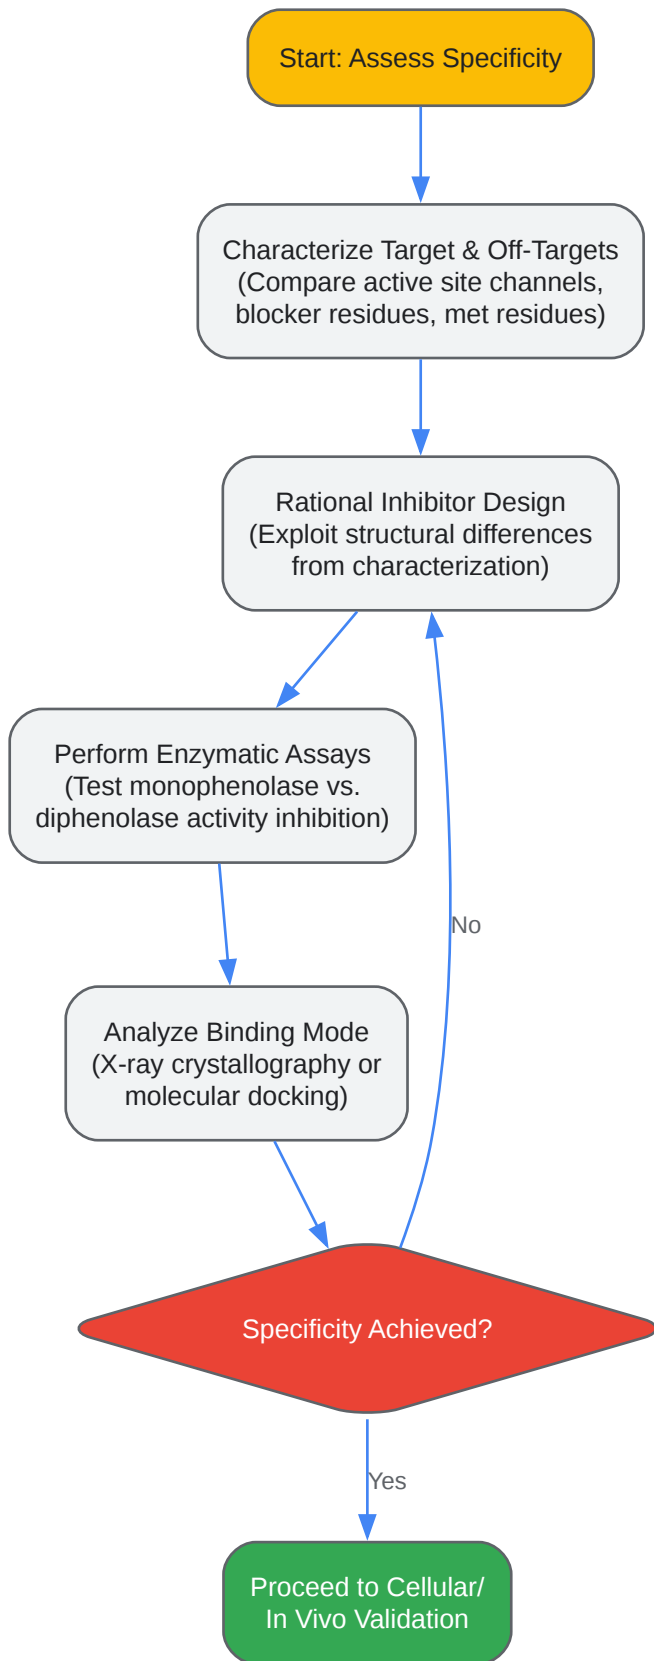 Start: Assess Specificity
Characterize Target & Off-Targets
(Compare active site channels,
blocker residues, met residues)
Rational Inhibitor Design
(Exploit structural differences
from characterization)
Perform Enzymatic Assays
(Test monophenolase vs.
diphenolase activity inhibition)
No
Analyze Binding Mode
(X-ray crystallography or
molecular docking)
Specificity Achieved?
Yes
Proceed to Cellular/
In Vivo Validation